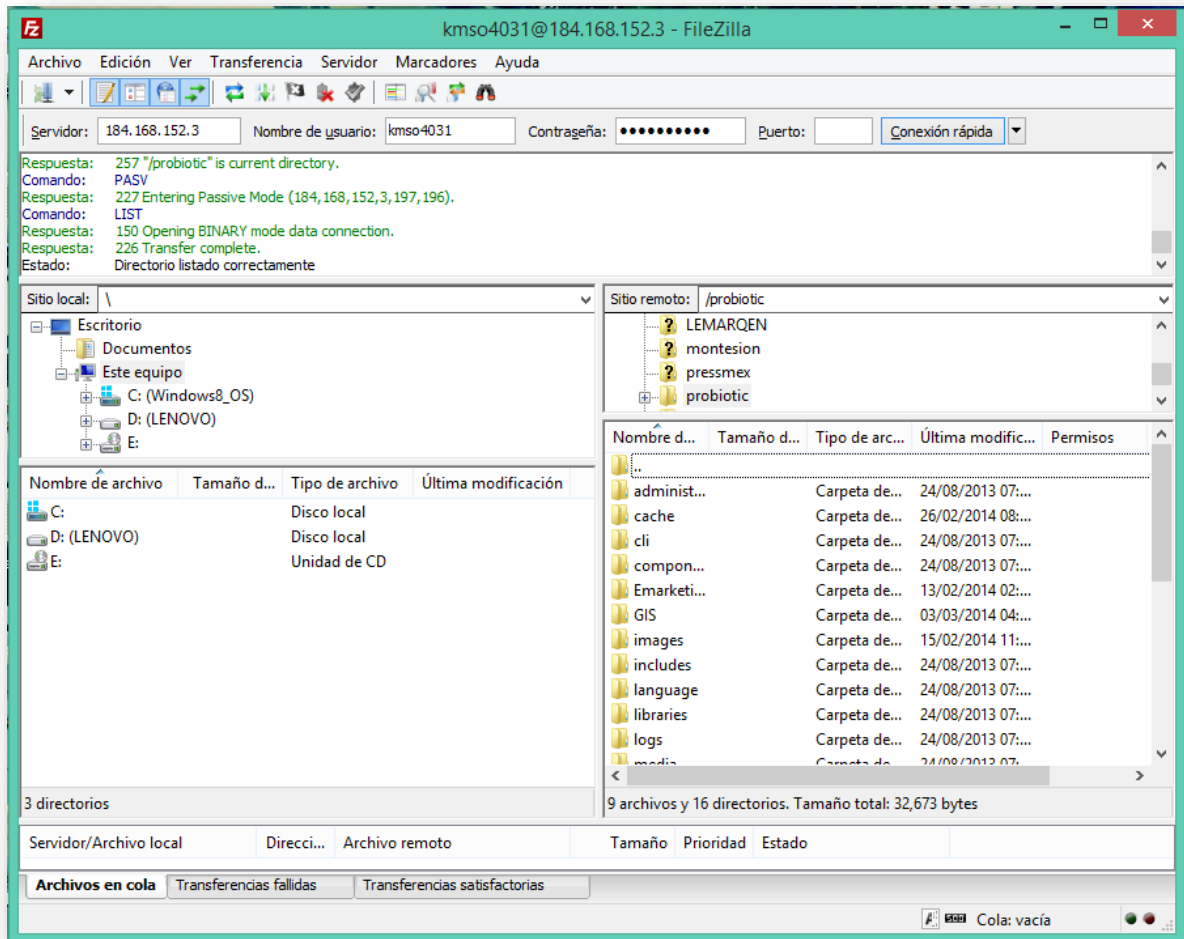 kmso4031@184.168.152.3 - FileZilla
Archivo Edición Ver Transferencia Servidor Marcadores Ayuda
Servidor: 184.168.152.3 Nombre de usuario: kmso4031 Contraseña: ●●●●●●●●●● Puerto: Conexión rápida
Respuesta: 257 "/probiotic" is current directory.
Comando: PASV
Respuesta: 227 Entering Passive Mode (184,168,152,3,197,196).
Comando: LIST
Respuesta: 150 Opening BINARY mode data connection.
Respuesta: 226 Transfer complete.
Estado: Directorio listado correctamente
Sitio local: \
Escritorio
Documentos
Este equipo
C: (Windows8_OS)
D: (LENOVO)
E:
Nombre de archivo Tamaño d... Tipo de archivo Última modificación
C: Disco local
D: (LENOVO) Disco local
E: Unidad de CD
3 directorios
Sitio remoto: /probiotic
LEMARQEN
montesion
pressmex
probiotic
Nombre d... Tamaño d... Tipo de arc... Última modific... Permisos
..
administ... Carpeta de... 24/08/2013 07:...
cache Carpeta de... 26/02/2014 08:...
cli Carpeta de... 24/08/2013 07:...
compon... Carpeta de... 24/08/2013 07:...
Emarketi... Carpeta de... 13/02/2014 02:...
GIS Carpeta de... 03/03/2014 04:...
images Carpeta de... 15/02/2014 11:...
includes Carpeta de... 24/08/2013 07:...
language Carpeta de... 24/08/2013 07:...
libraries Carpeta de... 24/08/2013 07:...
logs Carpeta de... 24/08/2013 07:...
media Carpeta de... 24/08/2013 07:...
9 archivos y 16 directorios. Tamaño total: 32,673 bytes
Servidor/Archivo local Direcci... Archivo remoto Tamaño Prioridad Estado
Archivos en cola Transferencias fallidas Transferencias satisfactorias
Cola: vacía